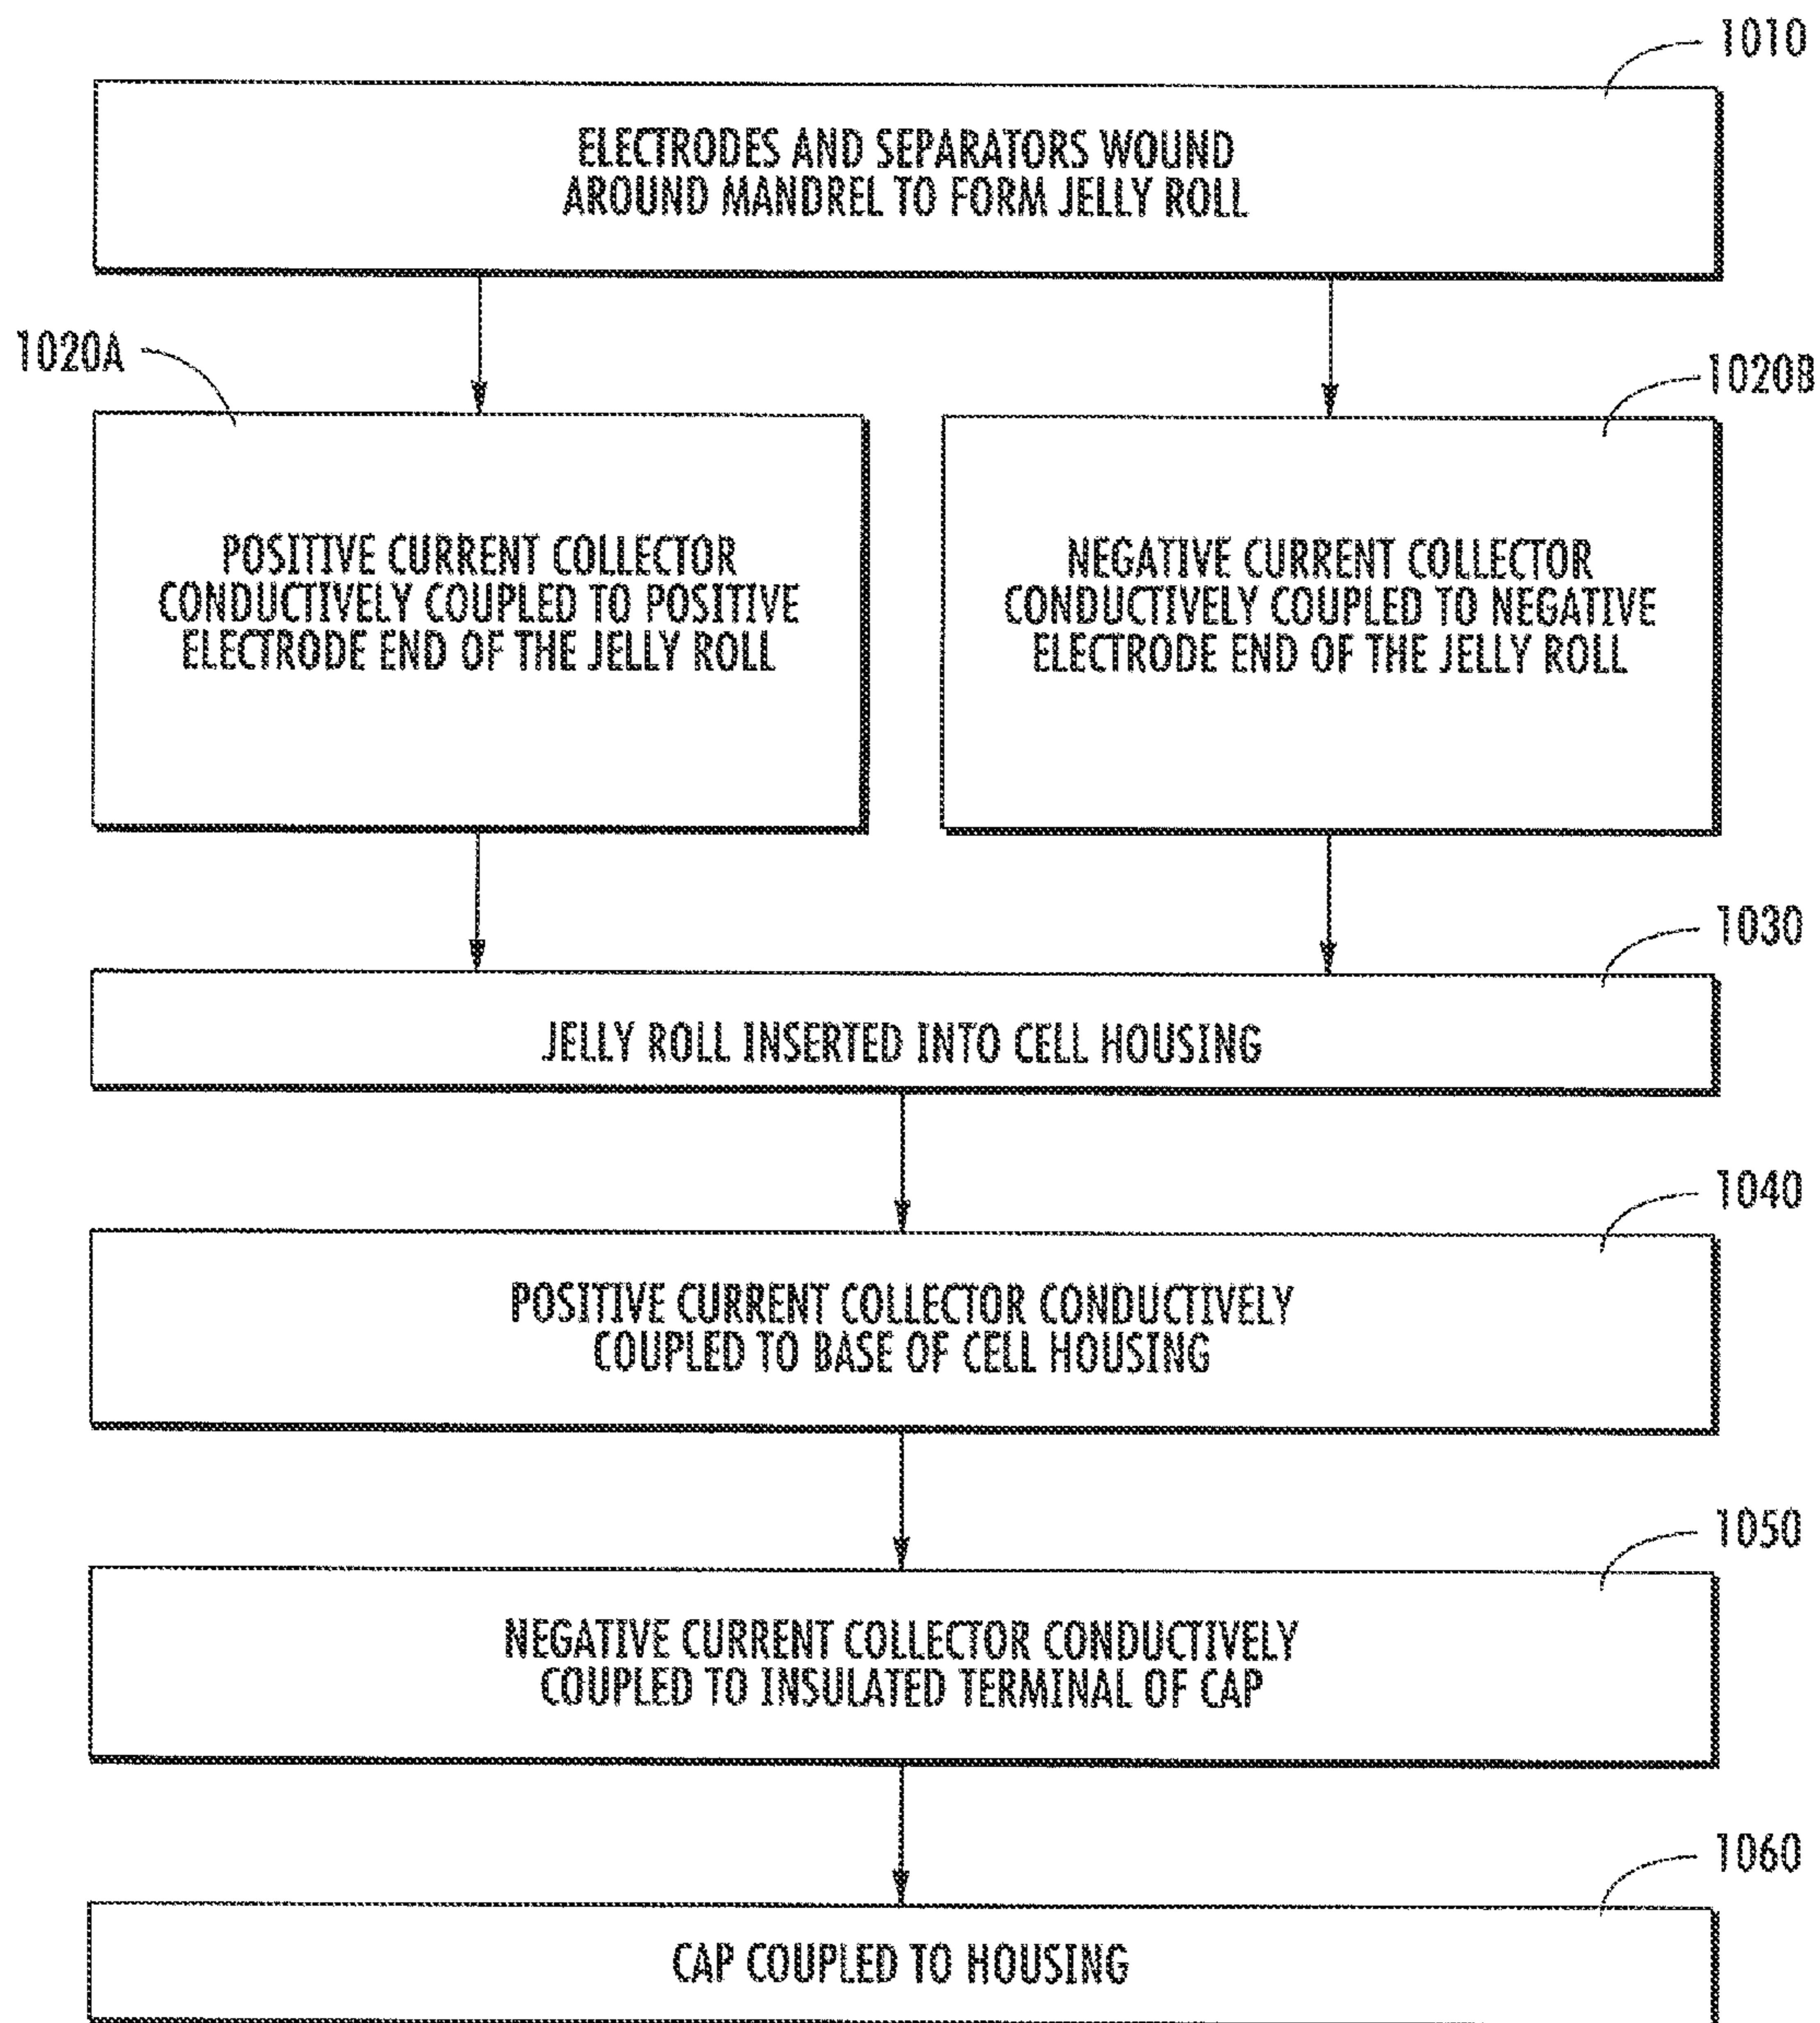 1010
ELECTRODES AND SEPARATORS WOUND
AROUND MANDREL TO FORM JELLY ROLL
1020A
1020B
POSITIVE CURRENT COLLECTOR
CONDUCTIVELY COUPLED TO POSITIVE
ELECTRODE END OF THE JELLY ROLL
NEGATIVE CURRENT COLLECTOR
CONDUCTIVELY COUPLED TO NEGATIVE
ELECTRODE END OF THE JELLY ROLL
1030
JELLY ROLL INSERTED INTO CELL HOUSING
1040
POSITIVE CURRENT COLLECTOR CONDUCTIVELY
COUPLED TO BASE OF CELL HOUSING
1050
NEGATIVE CURRENT COLLECTOR CONDUCTIVELY
COUPLED TO INSULATED TERMINAL OF CAP
1060
CAP COUPLED TO HOUSING